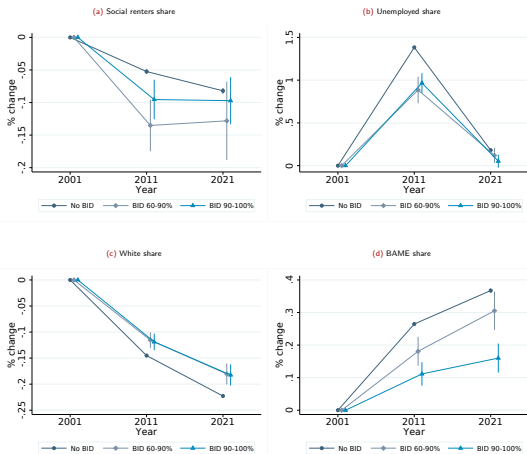 (a) Social renters share
% change
0
-.05
-.1
-.15
-.2
2001 2011 2021
Year
No BID BID 60-90% BID 90-100%
(b) Unemployed share
% change
1.5
1
.5
0
2001 2011 2021
Year
No BID BID 60-90% BID 90-100%
(c) White share
% change
0
-.05
-.1
-.15
-.2
-.25
2001 2011 2021
Year
No BID BID 60-90% BID 90-100%
(d) BAME share
% change
.4
.3
.2
.1
0
2001 2011 2021
Year
No BID BID 60-90% BID 90-100%